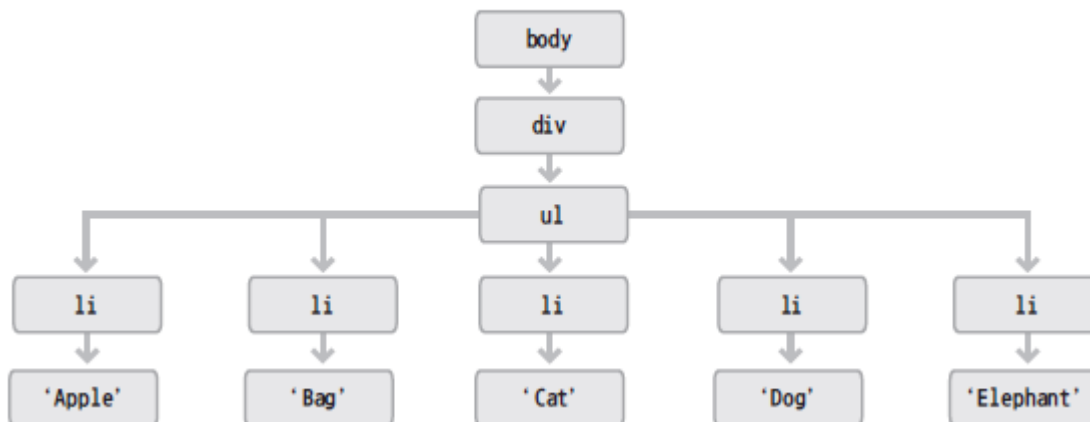 body
div
ul
li li li li li
‘Apple’ ‘Bag’ ‘Cat’ ‘Dog’ ‘Elephant’